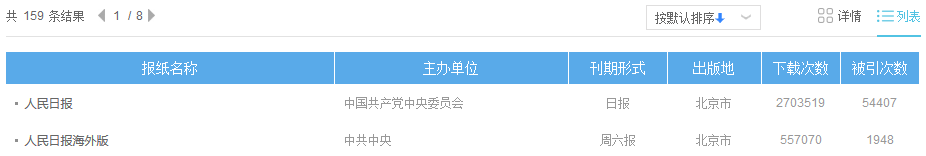 共 159 条结果 1 / 8 按默认排序 详情 列表
报纸名称 主办单位 刊期形式 出版地 下载次数 被引次数
人民日报 中国共产党中央委员会 日报 北京市 2703519 54407
人民日报海外版 中共中央 周六报 北京市 557070 1948